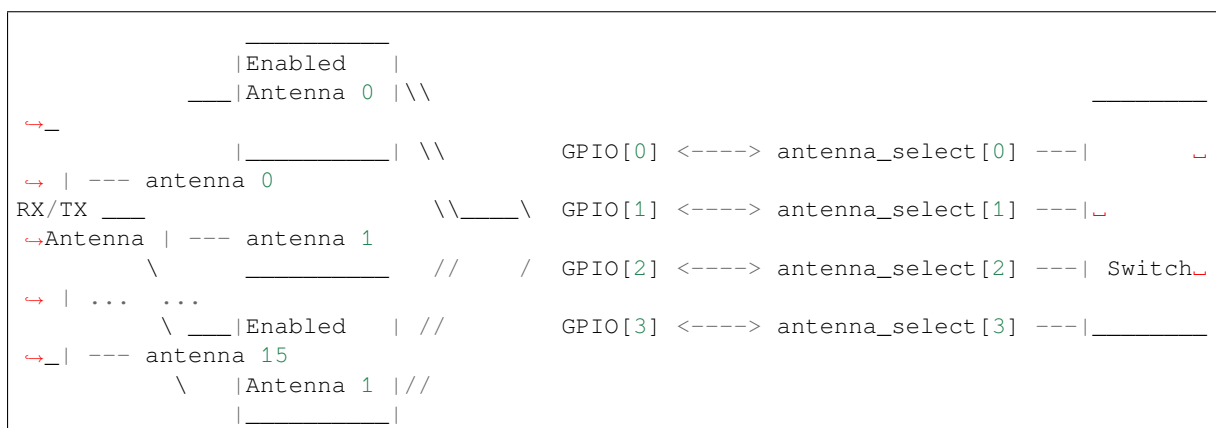 ___________
               |Enabled   |
            ___|Antenna 0 |\\                                              _________
↪_
               |__________| \\        GPIO[0] <----> antenna_select[0] ---|       ␣
↪ | --- antenna 0
RX/TX ___                    \\____\  GPIO[1] <----> antenna_select[1] ---|␣
↪Antenna | --- antenna 1
         \      __________   //    /  GPIO[2] <----> antenna_select[2] ---| Switch␣
↪ | ...  ...
          \ ___|Enabled   | //        GPIO[3] <----> antenna_select[3] ---|________
↪_| --- antenna 15
           \   |Antenna 1 |//
               |__________|